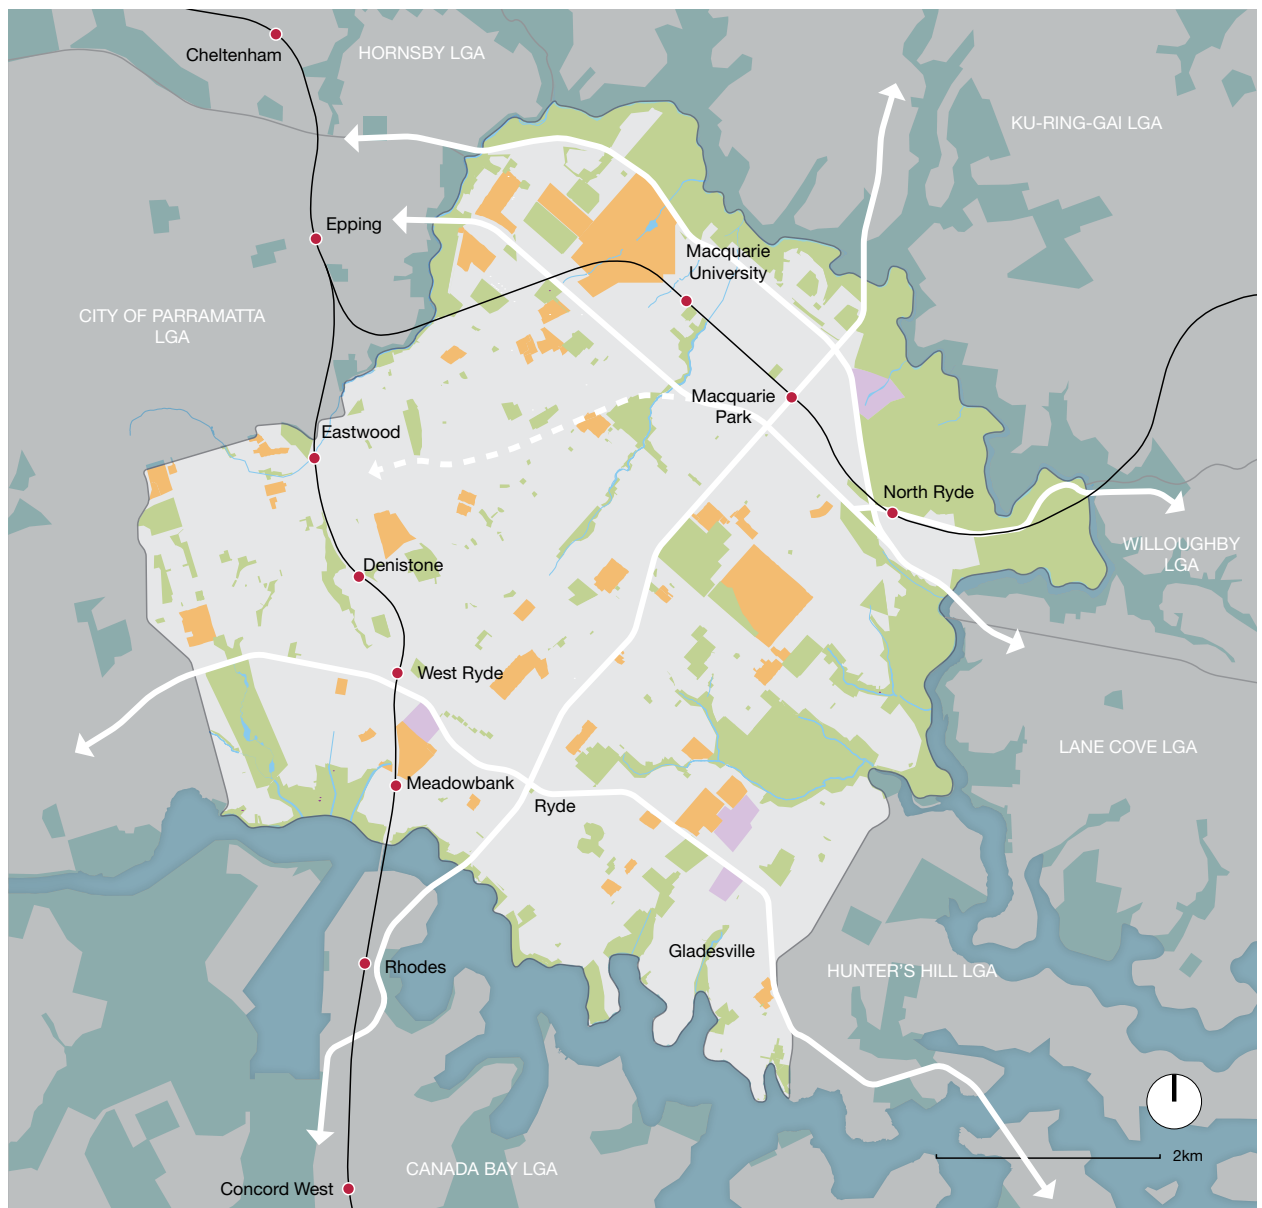 Cheltenham
HORNSBY LGA
KU-RING-GAI LGA
Epping
Macquarie
University
CITY OF PARRAMATTA
LGA
Macquarie
Park
Eastwood
North Ryde
WILLOUGHBY
LGA
Denistone
West Ryde
LANE COVE LGA
Meadowbank
Ryde
Gladesville
Rhodes
HUNTER'S HILL LGA
2km
CANADA BAY LGA
Concord West